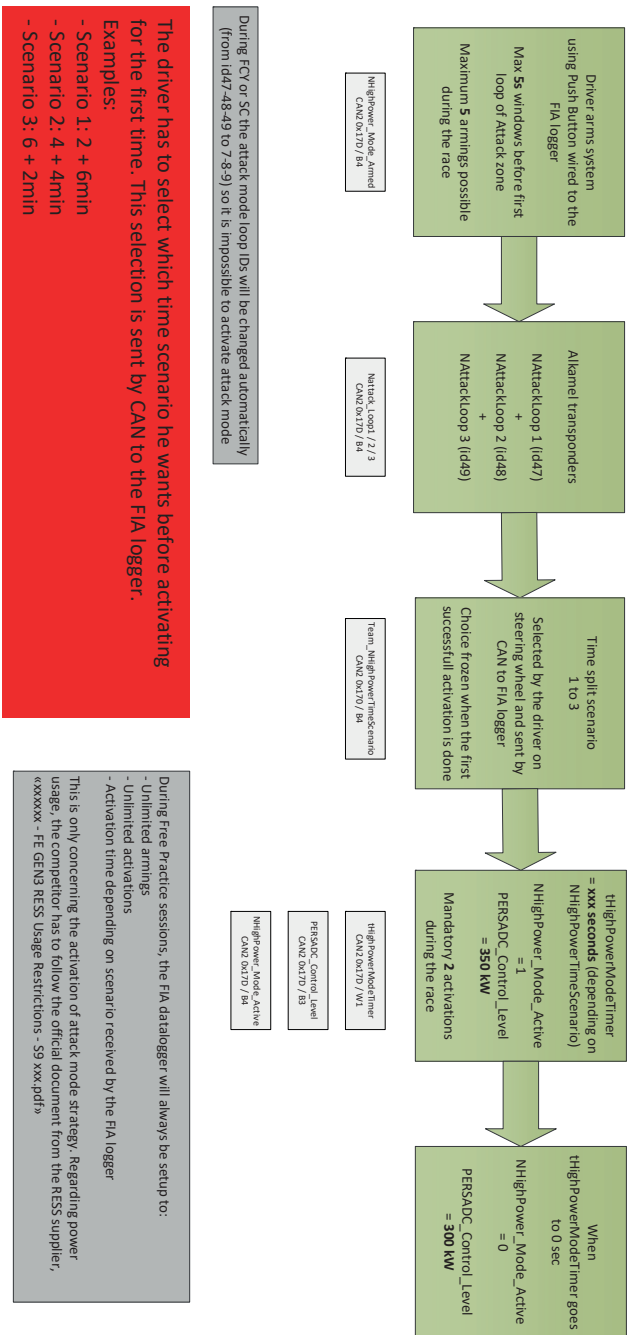 Driver arms system
using Push Button wired to the
FIA logger
Max 5s windows before first
loop of Attack zone
Maximum 5 armings possible
during the race
Alkamel transponders
NAttackLoop 1 (id47)
+
NAttackLoop 2 (id48)
+
NAttackLoop 3 (id49)
Time split scenario
1 to 3
Selected by the driver on
steering wheel and sent by
CAN to FIA logger
Choice frozen when the first
successfull activation is done
tHighPowerModeTimer
= xxx seconds (depending on
NHighPowerTimeScenario)
NHighPower_Mode_Active
= 1
PERSADC_Control_Level
= 350 kW
Mandatory 2 activations
during the race
When
tHighPowerModeTimer goes
to 0 sec
NHighPower_Mode_Active
= 0
PERSADC_Control_Level
= 300 kW
NHighPower_Mode_Armed
CAN2 0x17D / B4
Nattack_Loop1 / 2 / 3
CAN2 0x17D / B4
Team_NHighPowerTimeScenario
CAN2 0x170 / B4
tHighPowerModeTimer
CAN2 0x17D / W1
PERSADC_Control_Level
CAN2 0x17D / B3
NHighPower_Mode_Active
CAN2 0x17D / B4
During FCY or SC the attack mode loop IDs will be changed automatically
(from id47-48-49 to 7-8-9) so it is impossible to activate attack mode
The driver has to select which time scenario he wants before activating
for the first time. This selection is sent by CAN to the FIA logger.
Examples:
- Scenario 1: 2 + 6min
- Scenario 2: 4 + 4min
- Scenario 3: 6 + 2min
During Free Practice sessions, the FIA datalogger will always be setup to:
- Unlimited armings
- Unlimited activations
- Activation time depending on scenario received by the FIA logger
This is only concerning the activation of attack mode strategy. Regarding power
usage, the competitor has to follow the official document from the RESS supplier,
«xxxxxx - FE GEN3 RESS Usage Restrictions - S9 xxx.pdf»